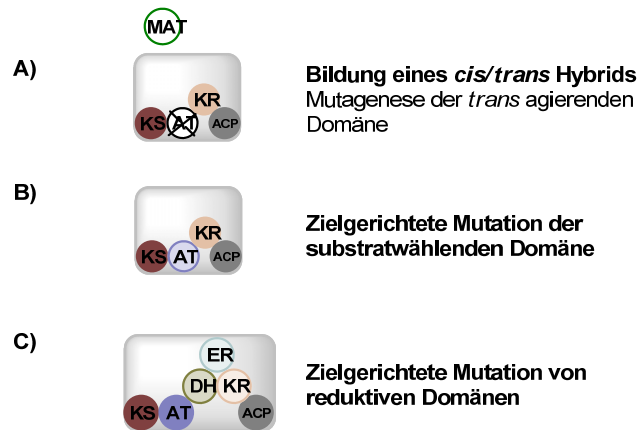 MAT
A)
KR
KS AT ACP
Bildung eines cis/trans Hybrids
Mutagenese der trans agierenden
Domäne
B)
KR
KS AT ACP
Zielgerichtete Mutation der
substratwählenden Domäne
C)
ER
DH KR
KS AT ACP
Zielgerichtete Mutation von
reduktiven Domänen